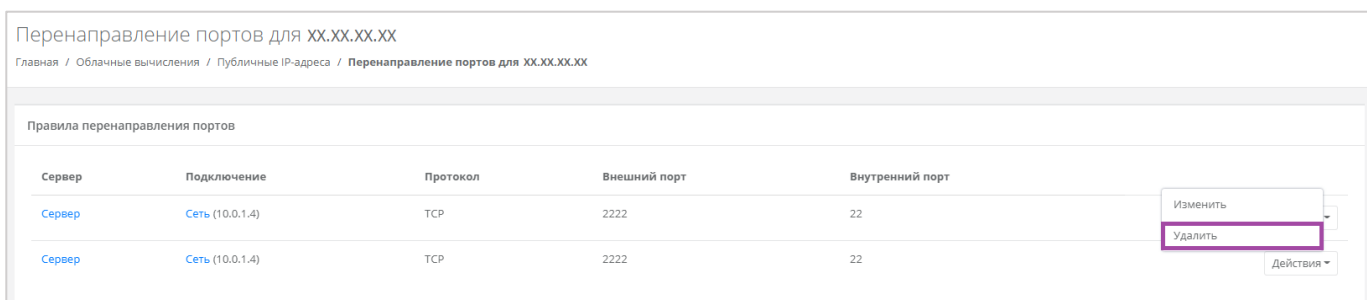 Перенаправление портов для XX.XX.XX.XX
Главная / Облачные вычисления / Публичные IP-адреса / Перенаправление портов для XX.XX.XX.XX
Правила перенаправления портов
Сервер Подключение Протокол Внешний порт Внутренний порт
Изменить
Сервер Сеть (10.0.1.4) TCP 2222 22
Удалить
Сервер Сеть (10.0.1.4) TCP 2222 22 Действия